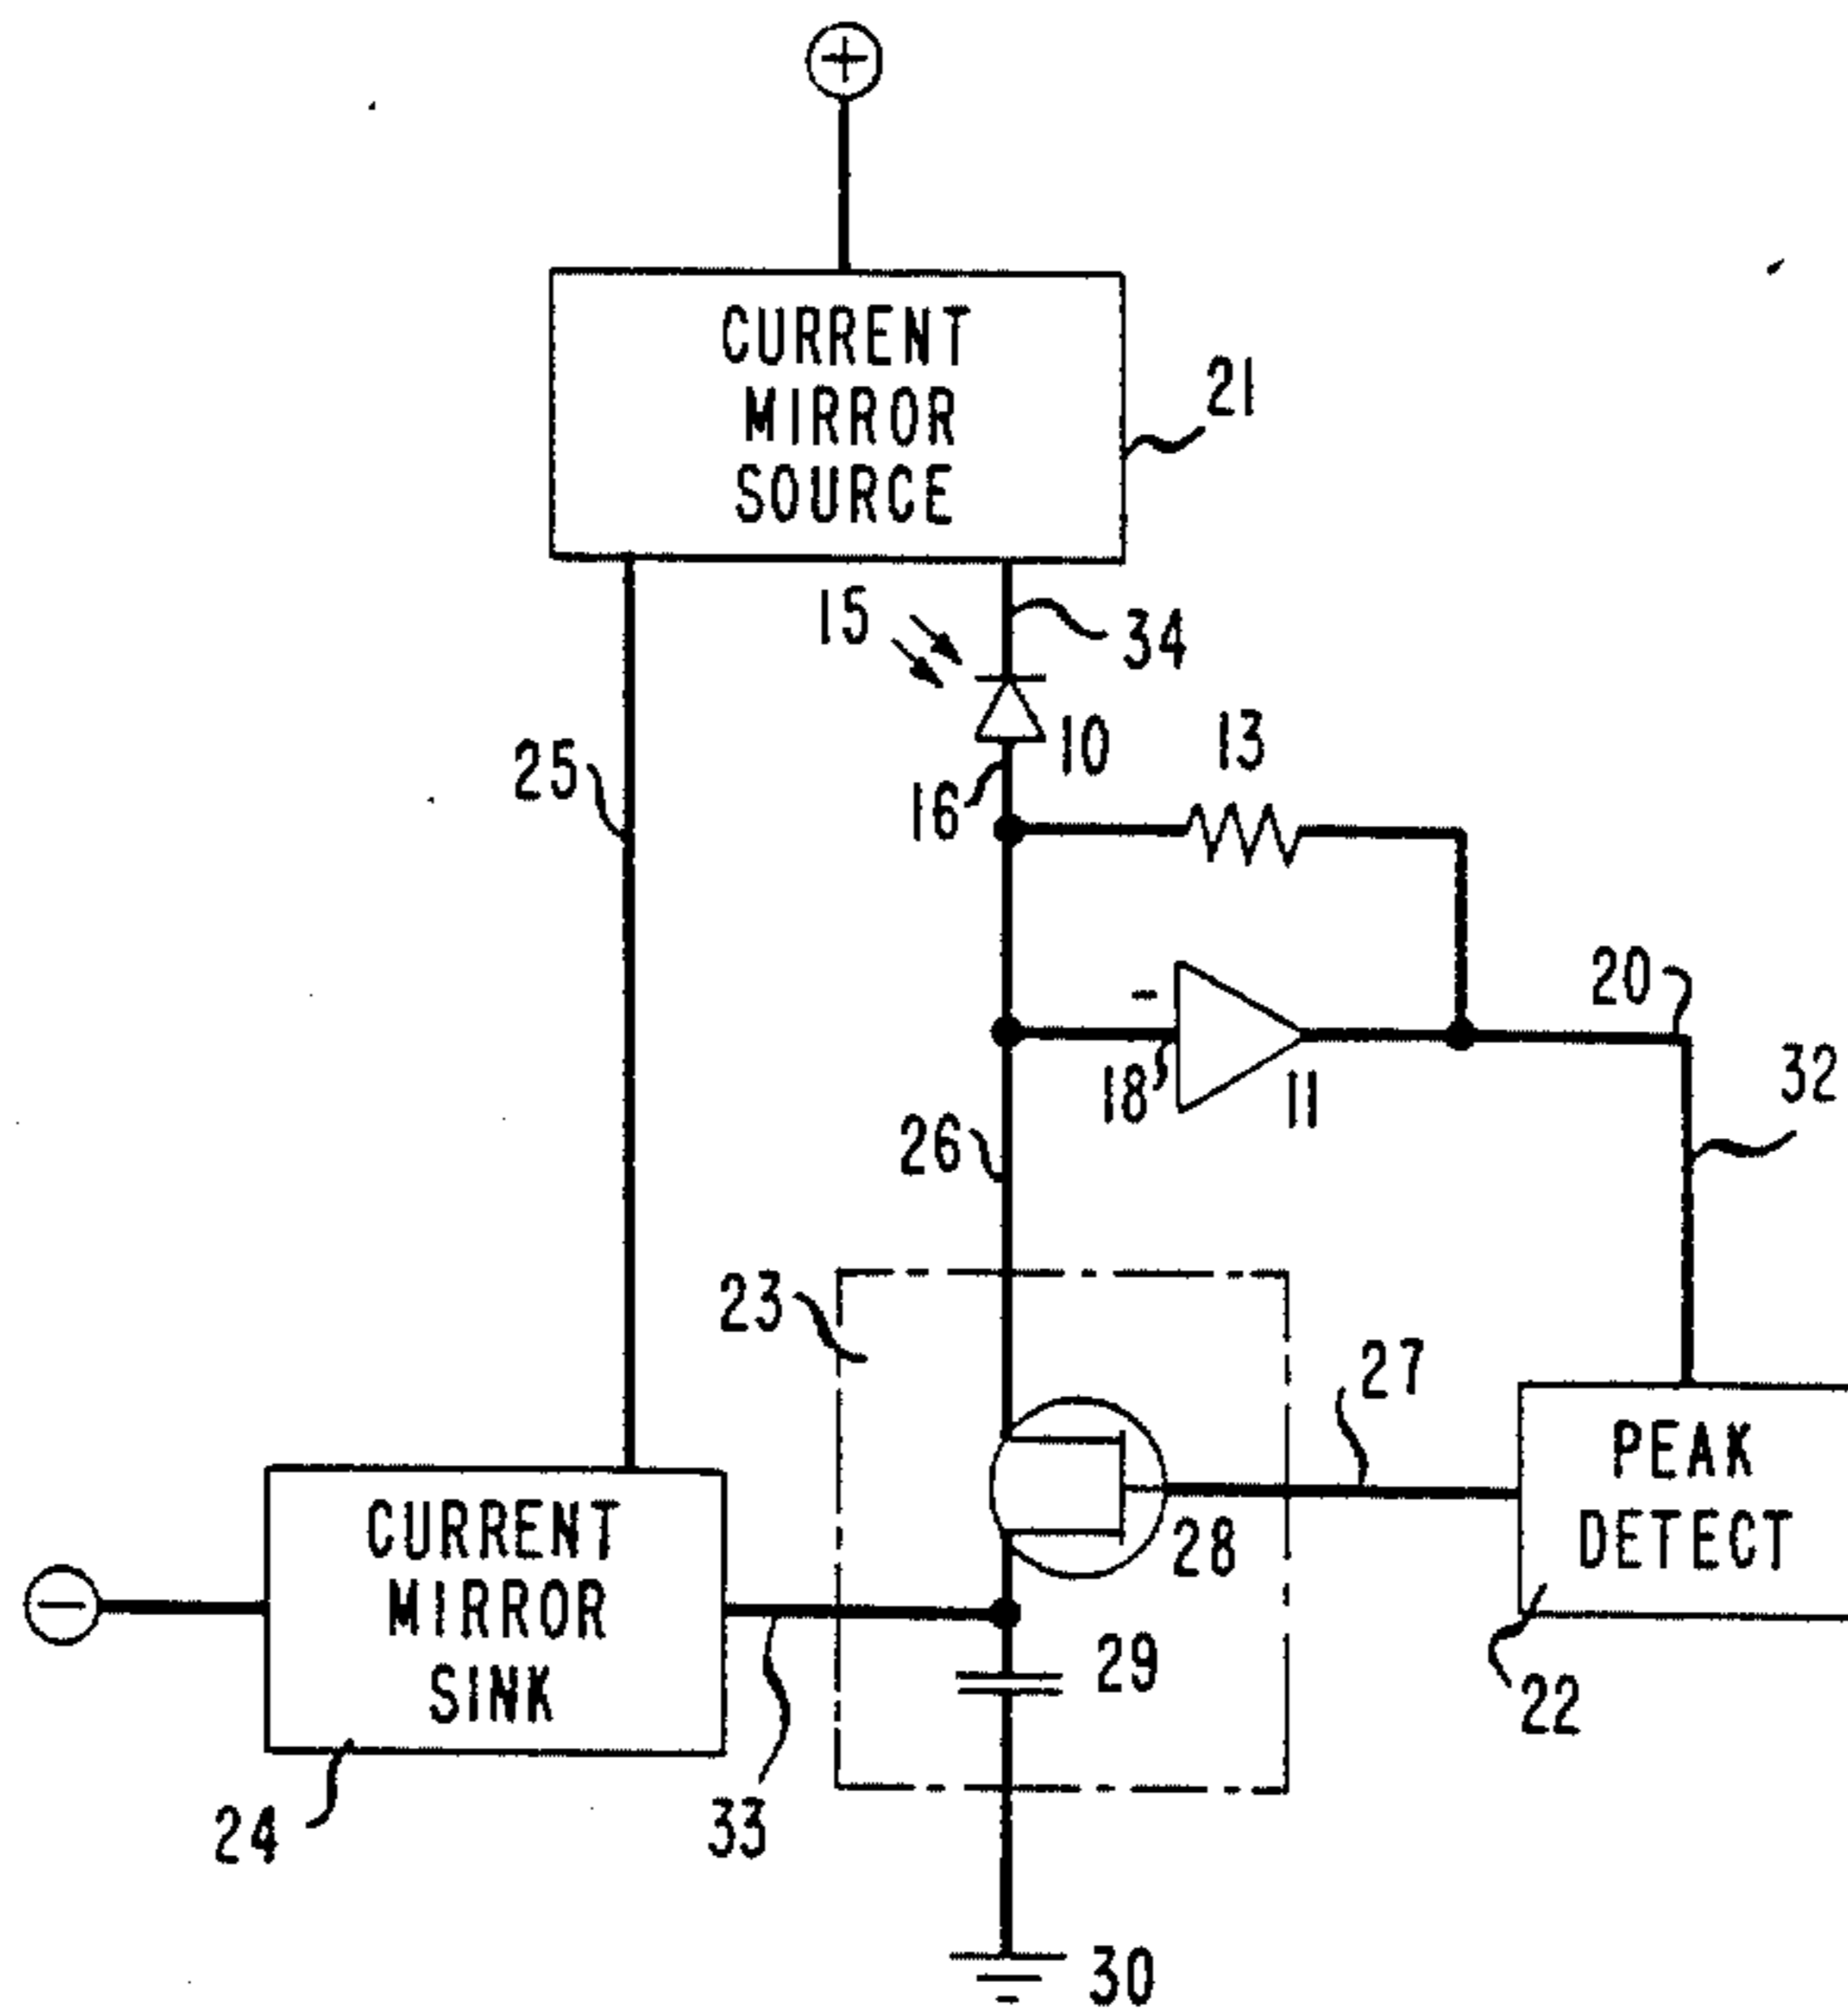 +
CURRENT
MIRROR
SOURCE
21
15
34
10
13
16
25
20
-
18
11
32
26
23
27
PEAK
DETECT
28
CURRENT
MIRROR
SINK
−
29
22
24
33
30